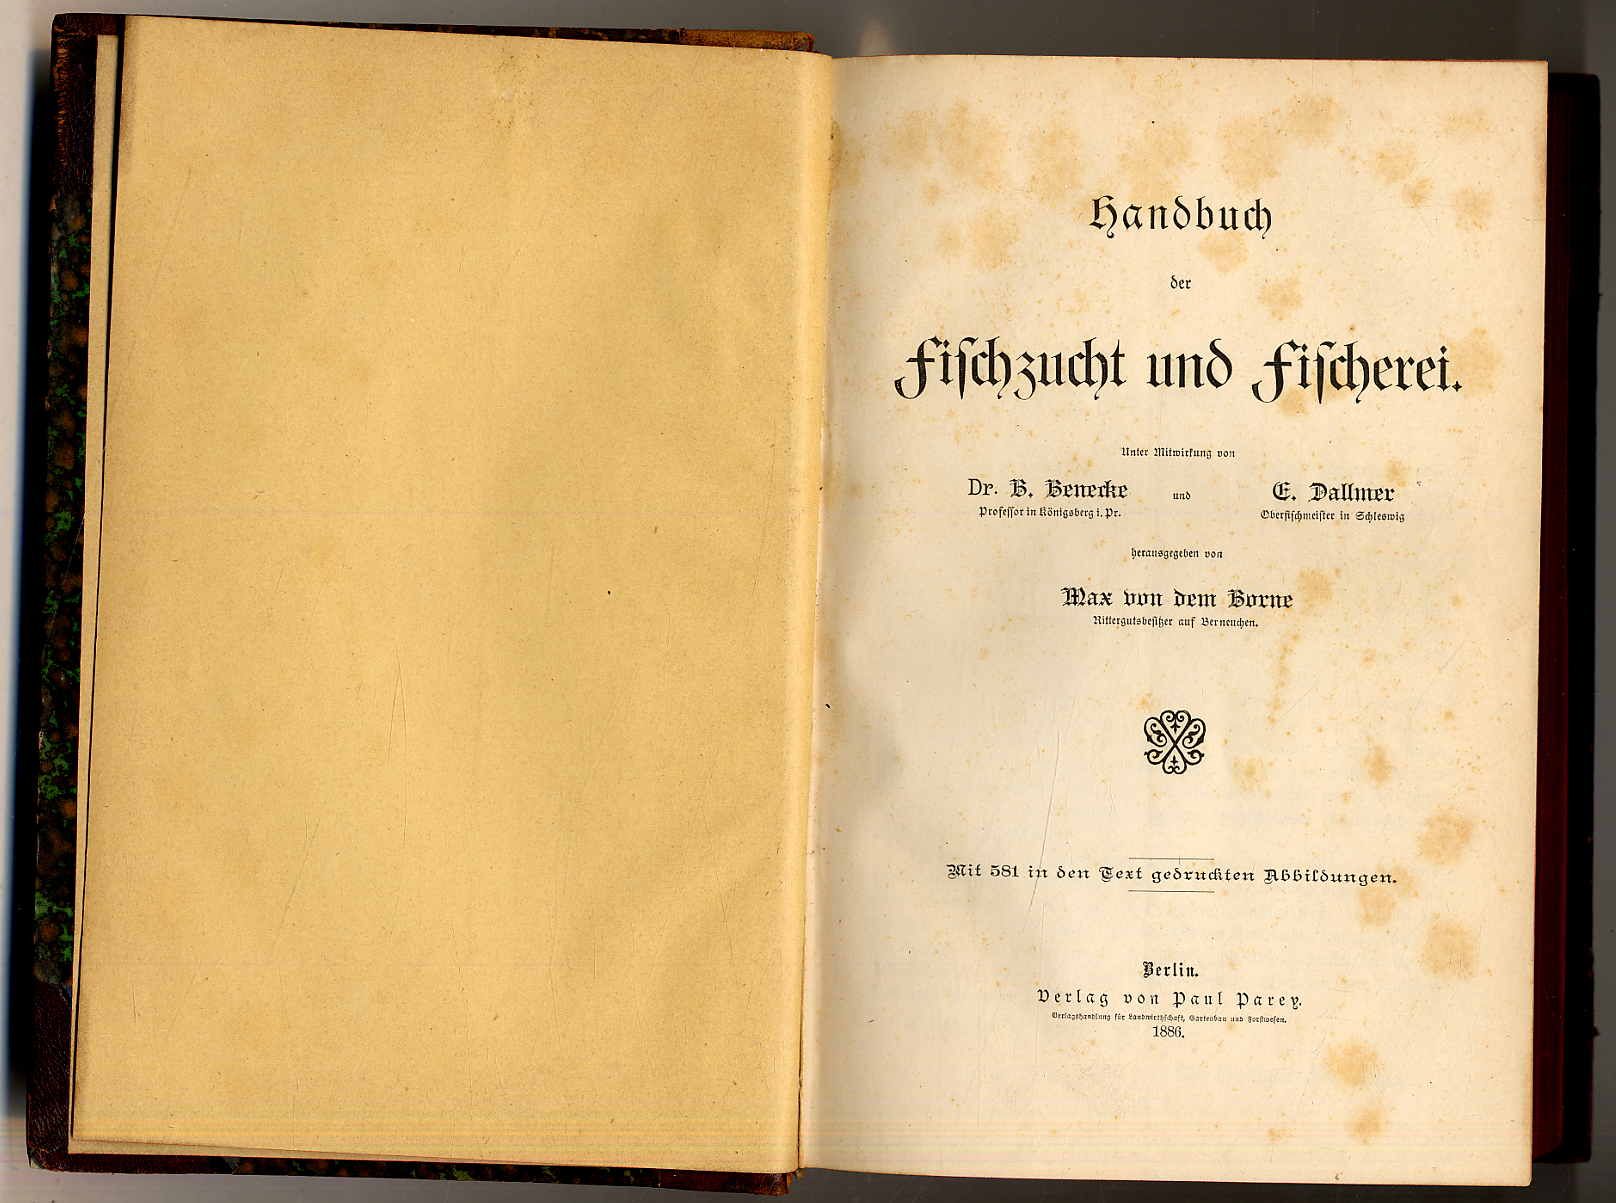 Handbuch
der
Fiſchzucht und Fiſcherei.
Unter Mitwirkung von
Dr. B. Benecke und E. Dallmer
Profeſſor in Königsberg i. Pr. Oberfiſchmeiſter in Schleswig
herausgegeben von
Max von dem Borne
Rittergutsbeſitzer auf Berneuchen.
Mit 581 in den Text gedruckten Abbildungen.
Berlin.
Verlag von Paul Parey.
Verlagshandlung für Landwirthſchaft, Gartenbau und Forſtweſen.
1886.